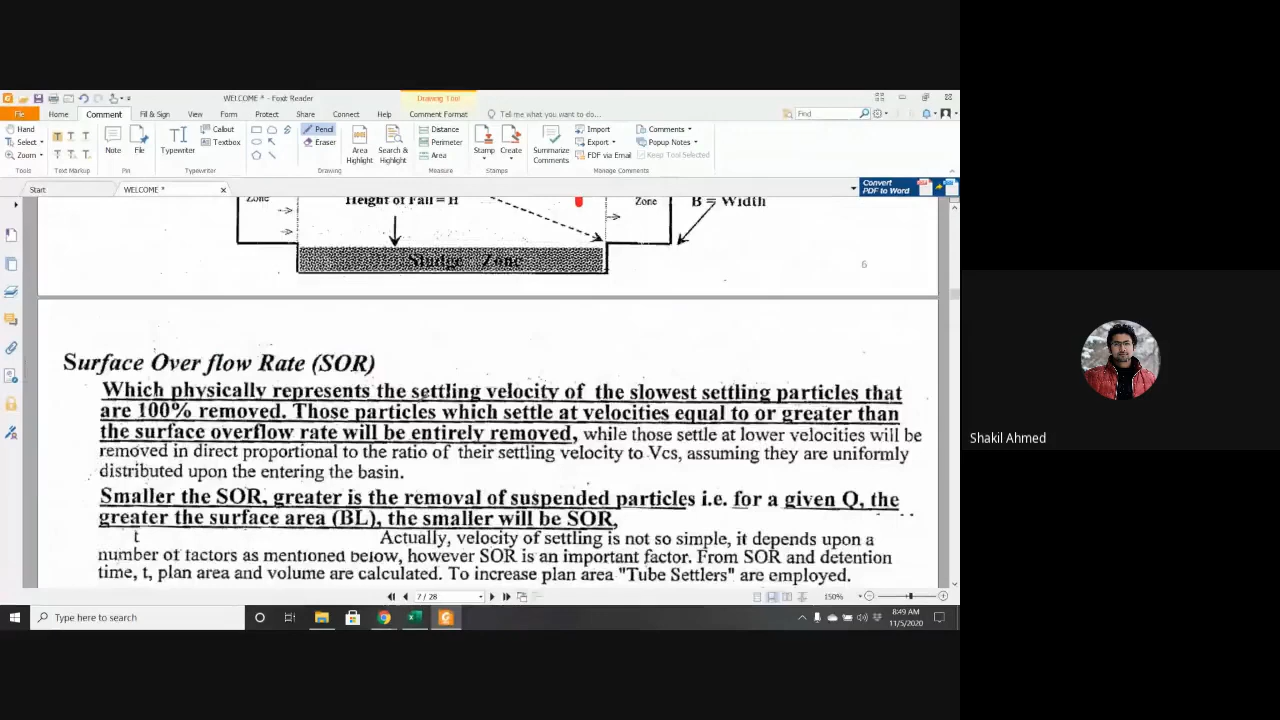 WELCOME * - Foxit Reader
Drawing Tool
File
Home
Comment
Fill & Sign
View
Form
Protect
Share
Connect
Help
Comment Format
Tell me what you want to do...
Find
Hand
Select
Zoom
Tools
Text Markup
Note
File
Pin
Typewriter
Callout
Textbox
Typewriter
Pencil
Eraser
Drawing
Area Highlight
Search & Highlight
Distance
Perimeter
Area
Measure
Stamp
Create
Stamps
Summarize Comments
Import
Export
FDF via Email
Comments
Popup Notes
Keep Tool Selected
Manage Comments
Start
WELCOME *
Convert
PDF to Word
Zone
Height of Fall = H
Zone
B = Width
Sludge Zone
6
Surface Over flow Rate (SOR)
Which physically represents the settling velocity of the slowest settling particles that
are 100% removed. Those particles which settle at velocities equal to or greater than
the surface overflow rate will be entirely removed, while those settle at lower velocities will be
removed in direct proportional to the ratio of their settling velocity to Vcs, assuming they are uniformly
distributed upon the entering the basin.
Smaller the SOR, greater is the removal of suspended particles i.e. for a given Q, the
greater the surface area (BL), the smaller will be SOR,
t
Actually, velocity of settling is not so simple, it depends upon a
number of factors as mentioned below, however SOR is an important factor. From SOR and detention
time, t, plan area and volume are calculated. To increase plan area "Tube Settlers" are employed.
7 / 28
150%
Type here to search
8:49 AM
11/5/2020
Shakil Ahmed